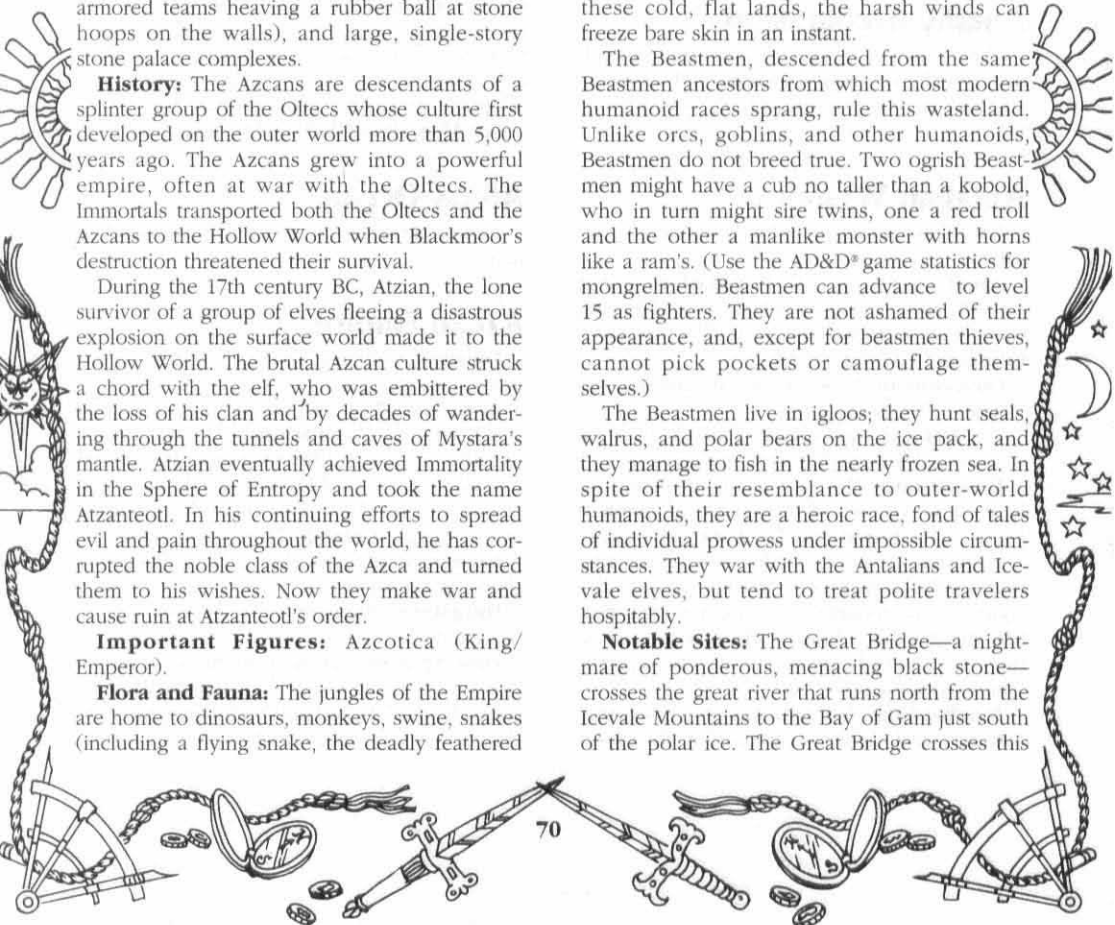 armored teams heaving a rubber ball at stone
hoops on the walls), and large, single-story
stone palace complexes.
History: The Azcans are descendants of a
splinter group of the Oltecs whose culture first
developed on the outer world more than 5,000
years ago. The Azcans grew into a powerful
empire, often at war with the Oltecs. The
Immortals transported both the Oltecs and the
Azcans to the Hollow World when Blackmoor's
destruction threatened their survival.
During the 17th century BC, Atzian, the lone
survivor of a group of elves fleeing a disastrous
explosion on the surface world made it to the
Hollow World. The brutal Azcan culture struck
a chord with the elf, who was embittered by
the loss of his clan and by decades of wander-
ing through the tunnels and caves of Mystara's
mantle. Atzian eventually achieved Immortality
in the Sphere of Entropy and took the name
Atzanteotl. In his continuing efforts to spread
evil and pain throughout the world, he has cor-
rupted the noble class of the Azca and turned
them to his wishes. Now they make war and
cause ruin at Atzanteotl's order.
Important Figures: Azcotica (King/
Emperor).
Flora and Fauna: The jungles of the Empire
are home to dinosaurs, monkeys, swine, snakes
(including a flying snake, the deadly feathered
these cold, flat lands, the harsh winds can
freeze bare skin in an instant.
The Beastmen, descended from the same
Beastmen ancestors from which most modern
humanoid races sprang, rule this wasteland.
Unlike orcs, goblins, and other humanoids,
Beastmen do not breed true. Two ogrish Beast-
men might have a cub no taller than a kobold,
who in turn might sire twins, one a red troll
and the other a manlike monster with horns
like a ram's. (Use the AD&D® game statistics for
mongrelmen. Beastmen can advance to level
15 as fighters. They are not ashamed of their
appearance, and, except for beastmen thieves,
cannot pick pockets or camouflage them-
selves.)
The Beastmen live in igloos; they hunt seals,
walrus, and polar bears on the ice pack, and
they manage to fish in the nearly frozen sea. In
spite of their resemblance to outer-world
humanoids, they are a heroic race, fond of tales
of individual prowess under impossible circum-
stances. They war with the Antalians and Ice-
vale elves, but tend to treat polite travelers
hospitably.
Notable Sites: The Great Bridge—a night-
mare of ponderous, menacing black stone—
crosses the great river that runs north from the
Icevale Mountains to the Bay of Gam just south
of the polar ice. The Great Bridge crosses this
70